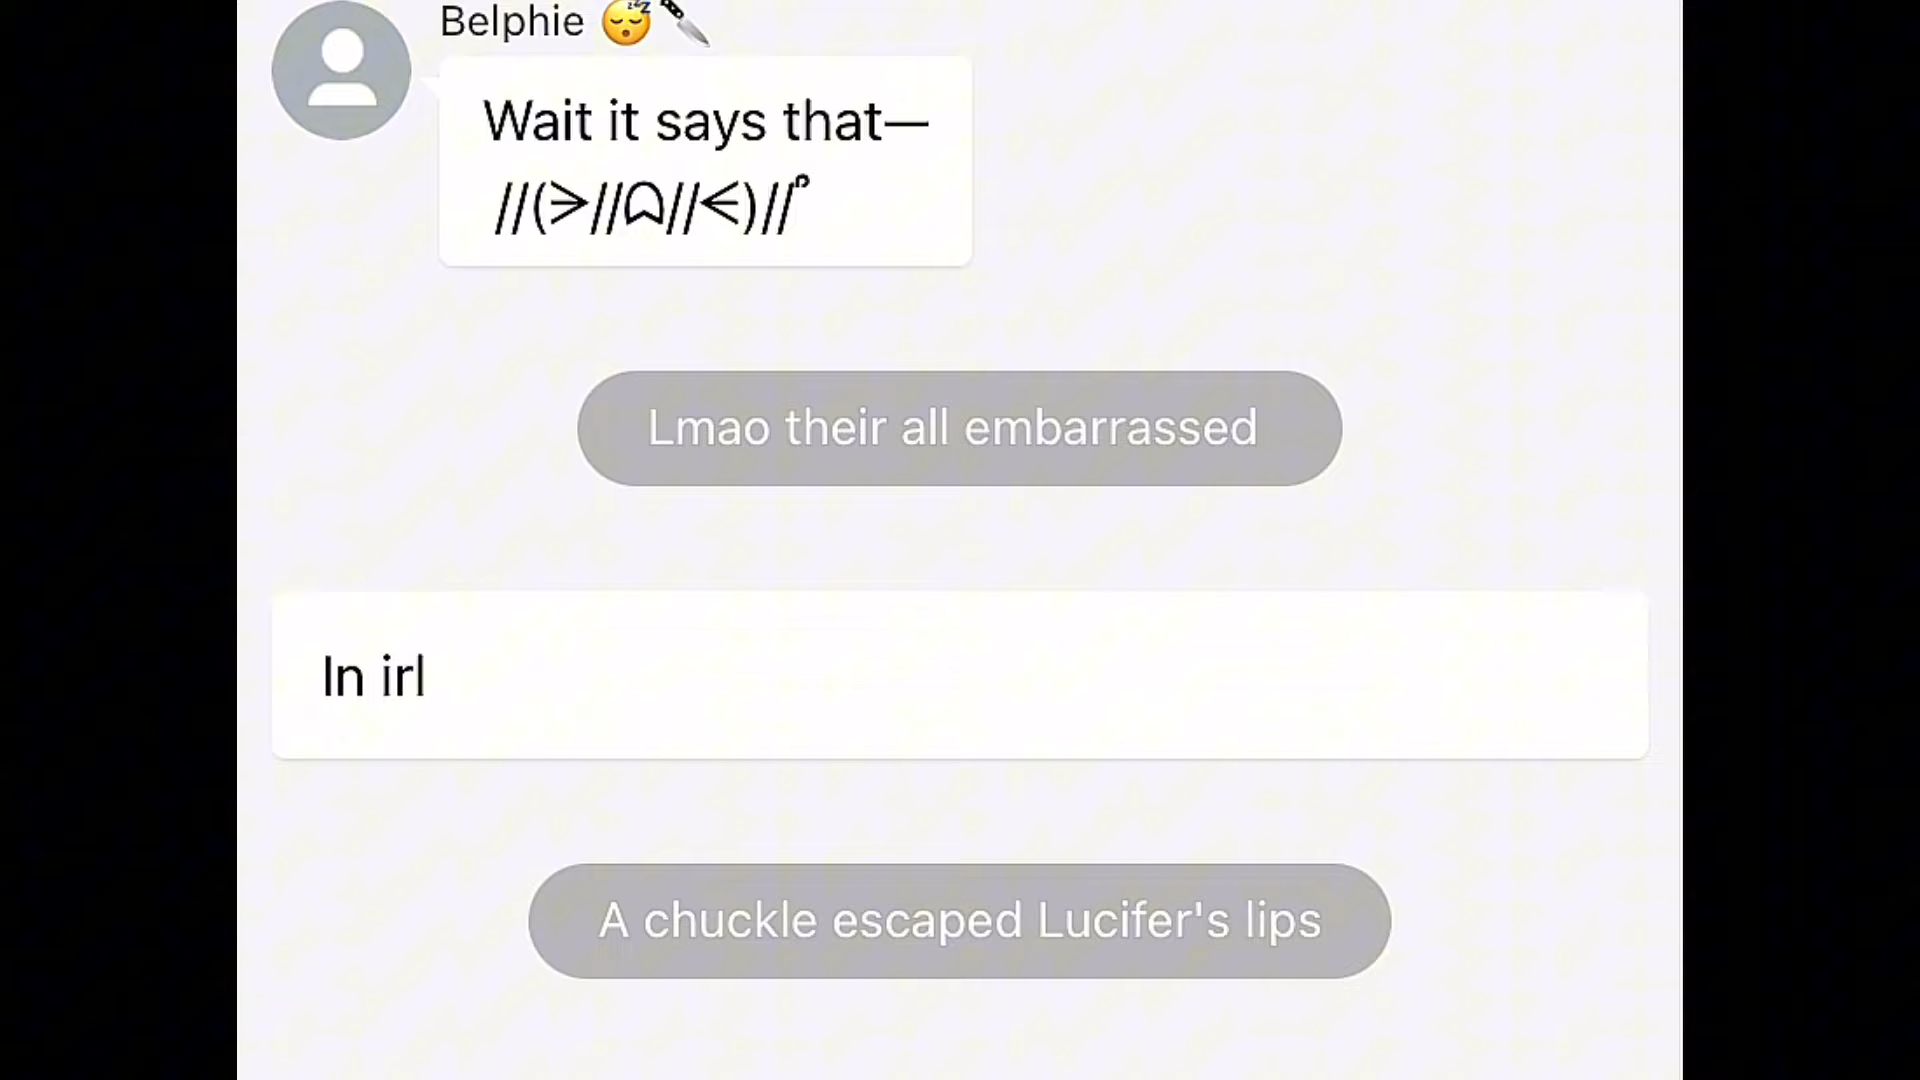 Belphie 😴🔪
Wait it says that—
//(ᗒ//ᗣ//ᗕ)//՞
Lmao their all embarrassed
In irl
A chuckle escaped Lucifer's lips